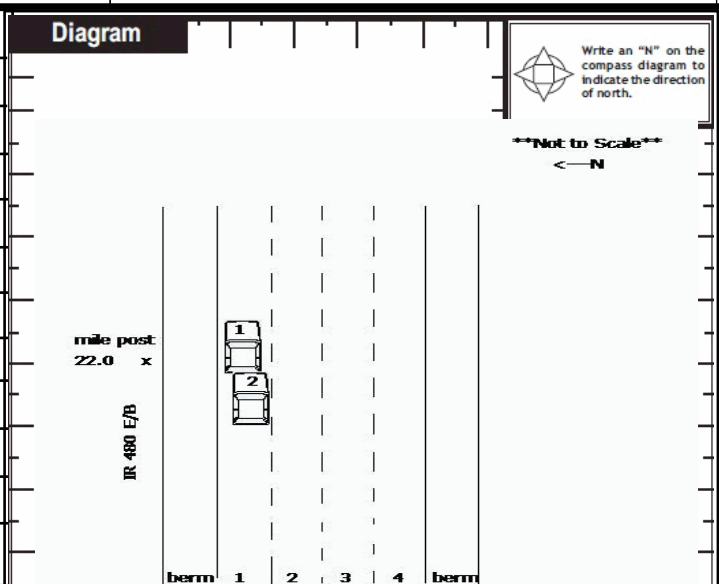 Diagram
Write an “N” on the
compass diagram to
indicate the direction
of north.
**Not to Scale**
<—N
1
mile post
22.0 x
2
IR 480 E/B
berm 1 2 3 4 berm